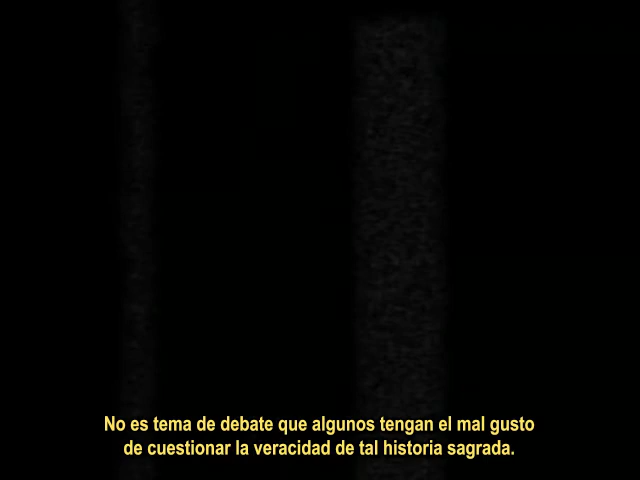 No es tema de debate que algunos tengan el mal gusto
de cuestionar la veracidad de tal historia sagrada.